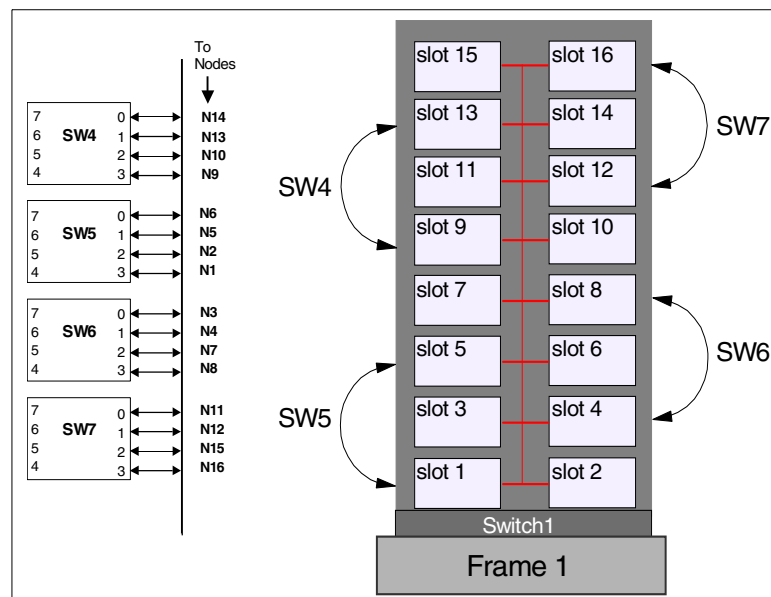 To
Nodes
7 0 N14
6 SW4 1 N13
5 2 N10
4 3 N9
7 0 N6
6 SW5 1 N5
5 2 N2
4 3 N1
7 0 N3
6 SW6 1 N4
5 2 N7
4 3 N8
7 0 N11
6 SW7 1 N12
5 2 N15
4 3 N16
slot 15 slot 16
slot 13 slot 14
SW7
slot 11 slot 12
SW4
slot 9 slot 10
slot 7 slot 8
slot 5 slot 6
SW6
slot 3 slot 4
SW5
slot 1 slot 2
Switch1
Frame 1